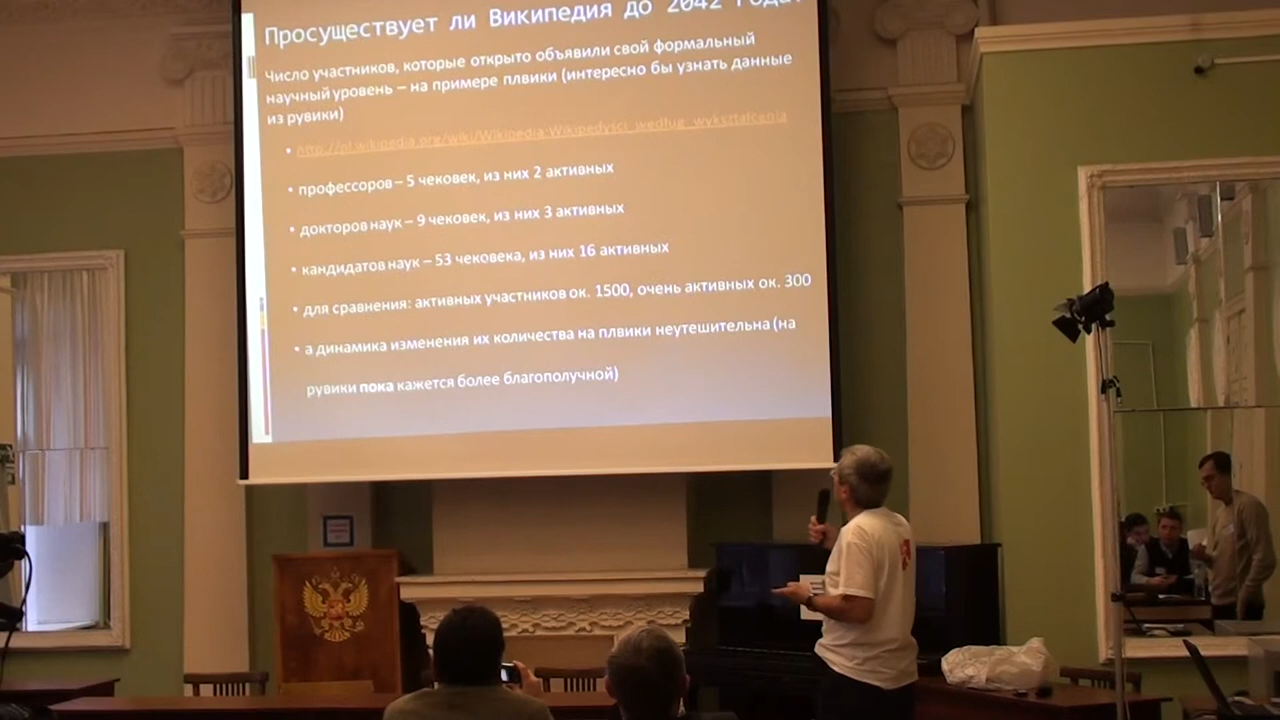 Просуществует ли Википедия до 2042 года?
Число участников, которые открыто объявили свой формальный
научный уровень – на примере плвики (интересно бы узнать данные
из рувики)
• http://pl.wikipedia.org/wiki/Wikipedia:Wikipedyści_według_wykształcenia
• профессоров – 5 чековек, из них 2 активных
• докторов наук – 9 чековек, из них 3 активных
• кандидатов наук – 53 чековека, из них 16 активных
• для сравнения: активных участников ок. 1500, очень активных ок. 300
• а динамика изменения их количества на плвики неутешительна (на
рувики пока кажется более благополучной)